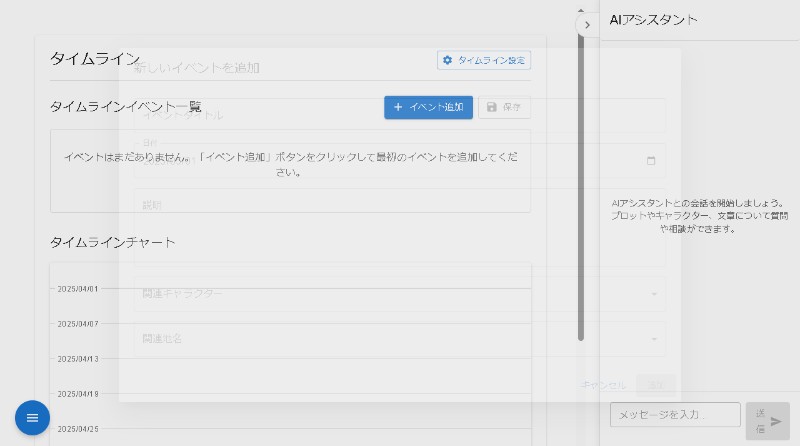 タイムライン
タイムライン設定
新しいイベントを追加
タイムラインイベント一覧
イベント追加
保存
イベントタイトル
イベントはまだありません。「イベント追加」ボタンをクリックして最初のイベントを追加してくだ
さい。
説明
タイムラインチャート
2025/04/01
関連キャラクター
2025/04/07
関連地名
2025/04/13
2025/04/19
キャンセル
2025/04/25
AIアシスタント
AIアシスタントとの会話を開始しましょう。
プロットやキャラクター、文章について質問
や相談ができます。
メッセージを入力...
送
信